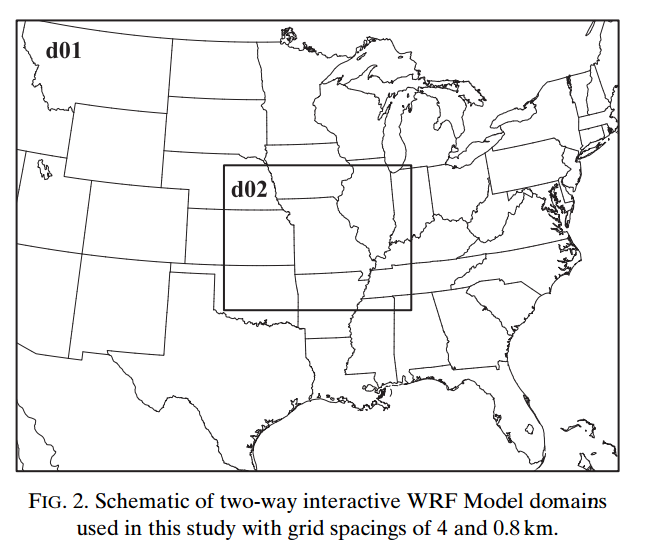 d01
d02
FIG. 2. Schematic of two-way interactive WRF Model domains
used in this study with grid spacings of 4 and 0.8 km.